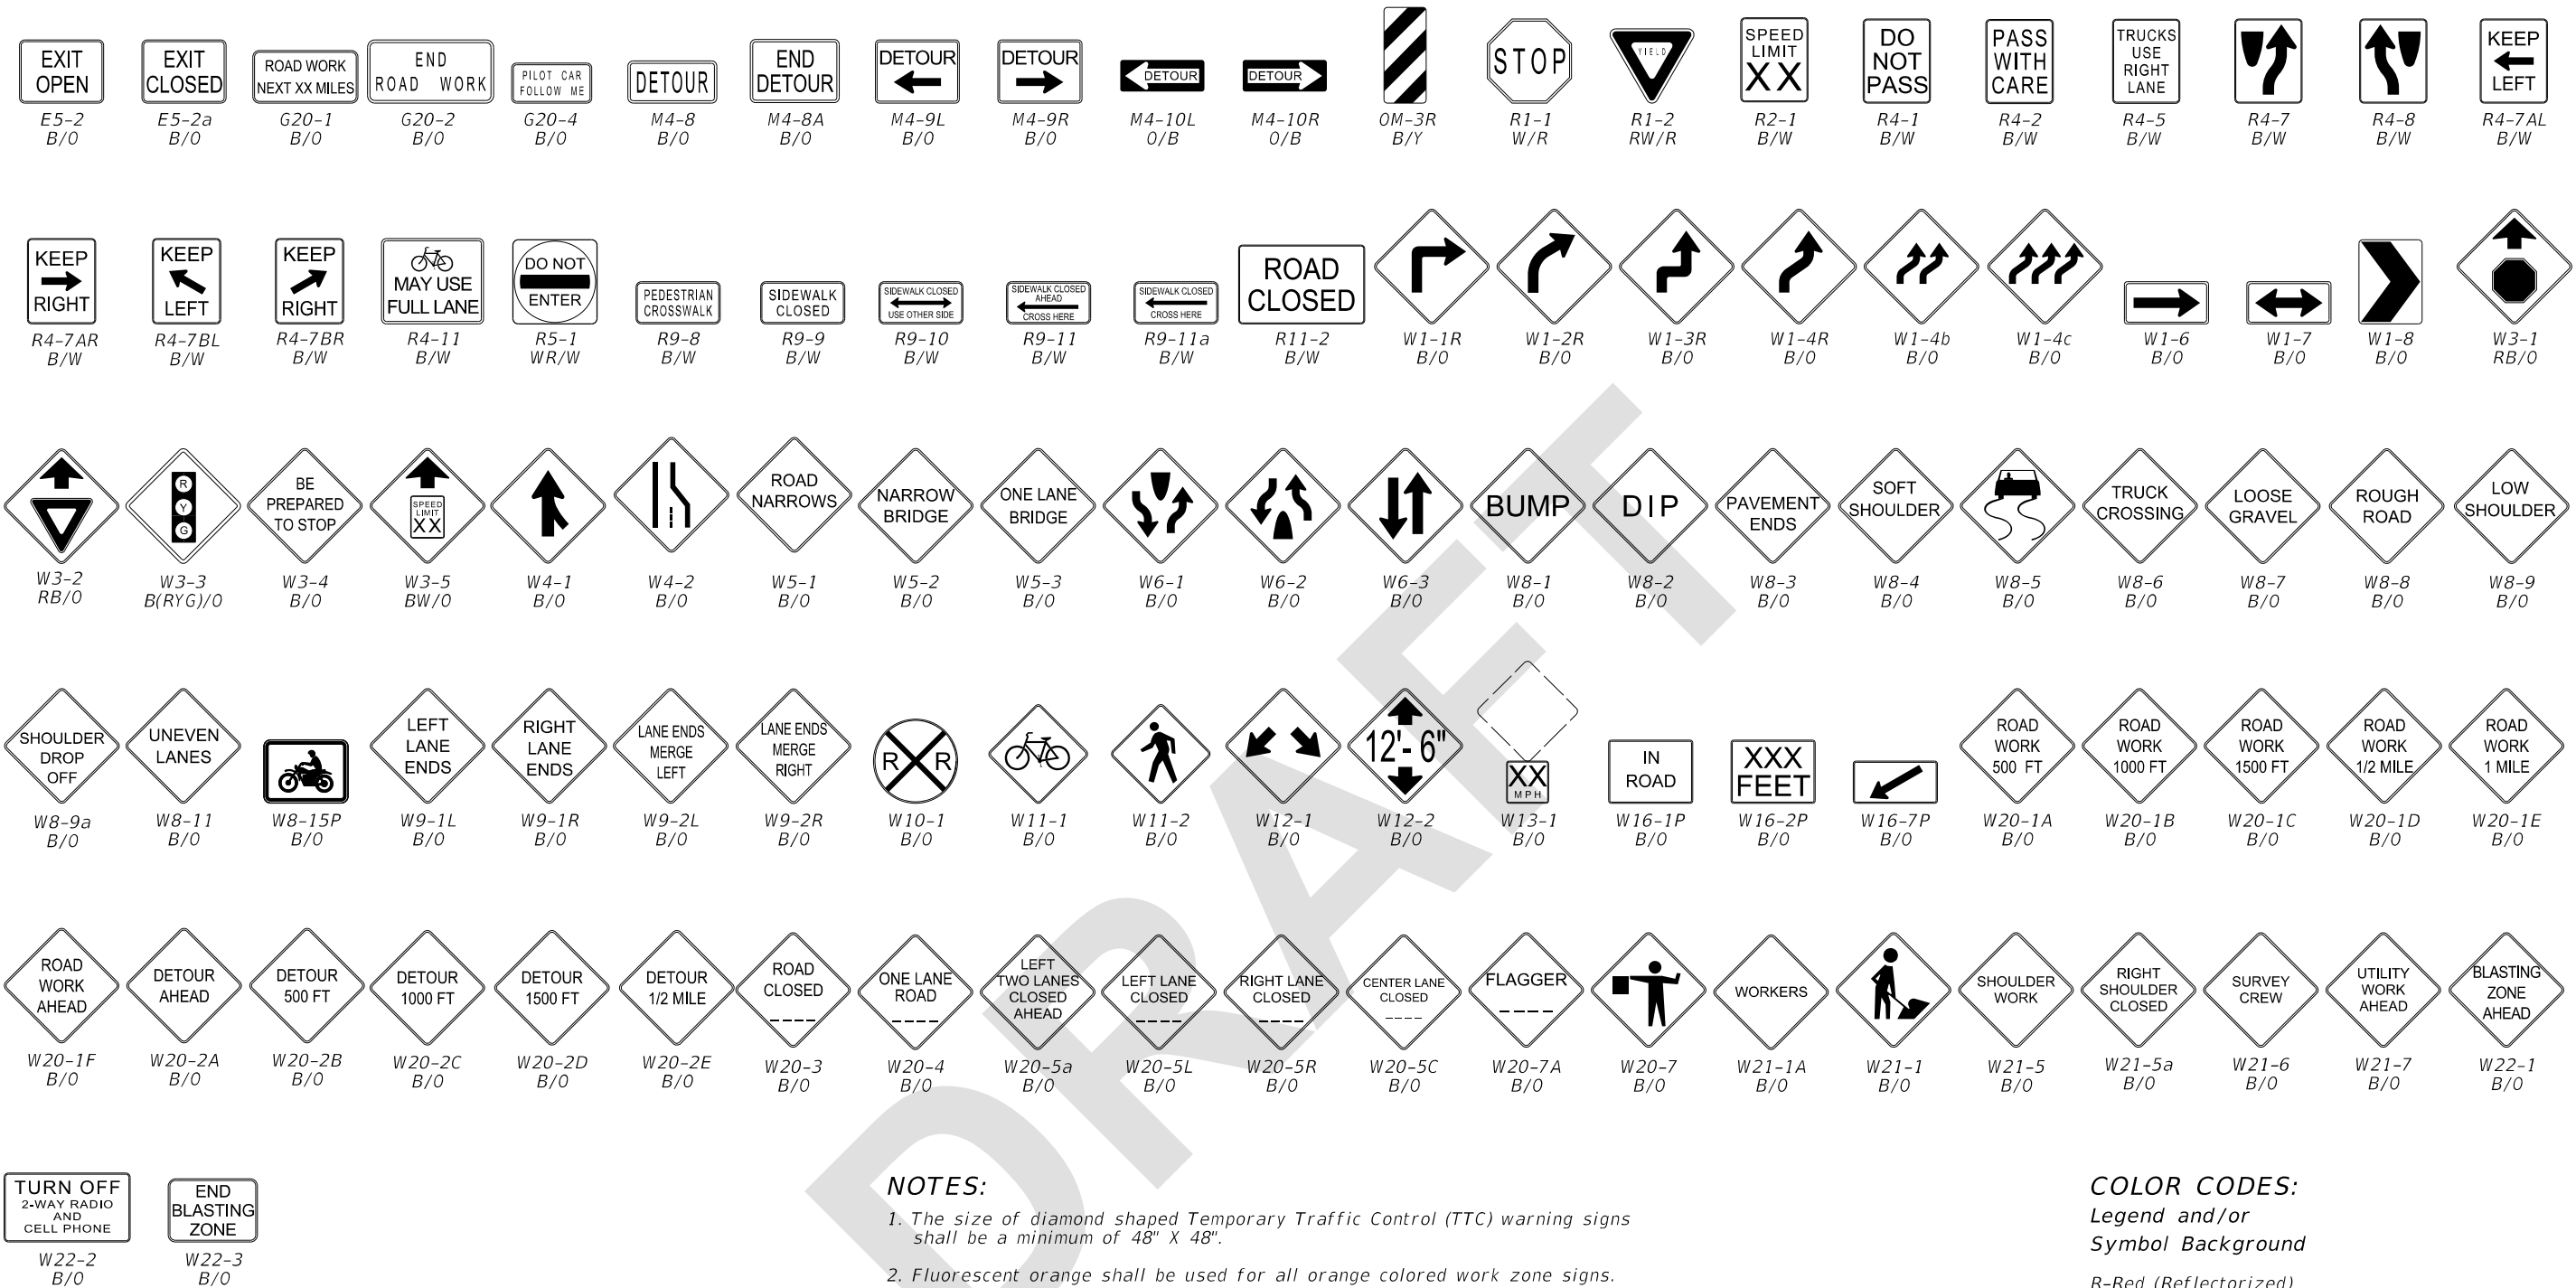 EXIT
OPEN
E5-2
B/O
EXIT
CLOSED
E5-2a
B/O
ROAD WORK
NEXT XX MILES
G20-1
B/O
END
ROAD WORK
G20-2
B/O
PILOT CAR
FOLLOW ME
G20-4
B/O
DETOUR
M4-8
B/O
END
DETOUR
M4-8A
B/O
DETOUR
M4-9L
B/O
DETOUR
M4-9R
B/O
DETOUR
M4-10L
O/B
DETOUR
M4-10R
O/B
OM-3R
B/Y
STOP
R1-1
W/R
YIELD
R1-2
RW/R
SPEED
LIMIT
XX
R2-1
B/W
DO
NOT
PASS
R4-1
B/W
PASS
WITH
CARE
R4-2
B/W
TRUCKS
USE
RIGHT
LANE
R4-5
B/W
R4-7
B/W
R4-8
B/W
KEEP
LEFT
R4-7AL
B/W
KEEP
RIGHT
R4-7AR
B/W
KEEP
LEFT
R4-7BL
B/W
KEEP
RIGHT
R4-7BR
B/W
MAY USE
FULL LANE
R4-11
B/W
DO NOT
ENTER
R5-1
WR/W
PEDESTRIAN
CROSSWALK
R9-8
B/W
SIDEWALK
CLOSED
R9-9
B/W
SIDEWALK CLOSED
USE OTHER SIDE
R9-10
B/W
SIDEWALK CLOSED
AHEAD
CROSS HERE
R9-11
B/W
SIDEWALK CLOSED
CROSS HERE
R9-11a
B/W
ROAD
CLOSED
R11-2
B/W
W1-1R
B/O
W1-2R
B/O
W1-3R
B/O
W1-4R
B/O
W1-4b
B/O
W1-4c
B/O
W1-6
B/O
W1-7
B/O
W1-8
B/O
W3-1
RB/O
W3-2
RB/O
R
Y
G
W3-3
B(RYG)/O
BE
PREPARED
TO STOP
W3-4
B/O
SPEED
LIMIT
XX
W3-5
BW/O
W4-1
B/O
W4-2
B/O
ROAD
NARROWS
W5-1
B/O
NARROW
BRIDGE
W5-2
B/O
ONE LANE
BRIDGE
W5-3
B/O
W6-1
B/O
W6-2
B/O
W6-3
B/O
BUMP
W8-1
B/O
DIP
W8-2
B/O
PAVEMENT
ENDS
W8-3
B/O
SOFT
SHOULDER
W8-4
B/O
W8-5
B/O
TRUCK
CROSSING
W8-6
B/O
LOOSE
GRAVEL
W8-7
B/O
ROUGH
ROAD
W8-8
B/O
LOW
SHOULDER
W8-9
B/O
SHOULDER
DROP
OFF
W8-9a
B/O
UNEVEN
LANES
W8-11
B/O
W8-15P
B/O
LEFT
LANE
ENDS
W9-1L
B/O
RIGHT
LANE
ENDS
W9-1R
B/O
LANE ENDS
MERGE
LEFT
W9-2L
B/O
LANE ENDS
MERGE
RIGHT
W9-2R
B/O
R R
W10-1
B/O
W11-1
B/O
W11-2
B/O
W12-1
B/O
12'- 6"
W12-2
B/O
XX
MPH
W13-1
B/O
IN
ROAD
W16-1P
B/O
XXX
FEET
W16-2P
B/O
W16-7P
B/O
ROAD
WORK
500 FT
W20-1A
B/O
ROAD
WORK
1000 FT
W20-1B
B/O
ROAD
WORK
1500 FT
W20-1C
B/O
ROAD
WORK
1/2 MILE
W20-1D
B/O
ROAD
WORK
1 MILE
W20-1E
B/O
ROAD
WORK
AHEAD
W20-1F
B/O
DETOUR
AHEAD
W20-2A
B/O
DETOUR
500 FT
W20-2B
B/O
DETOUR
1000 FT
W20-2C
B/O
DETOUR
1500 FT
W20-2D
B/O
DETOUR
1/2 MILE
W20-2E
B/O
ROAD
CLOSED
----
W20-3
B/O
ONE LANE
ROAD
----
W20-4
B/O
LEFT
TWO LANES
CLOSED
AHEAD
W20-5a
B/O
LEFT LANE
CLOSED
----
W20-5L
B/O
RIGHT LANE
CLOSED
----
W20-5R
B/O
CENTER LANE
CLOSED
----
W20-5C
B/O
FLAGGER
----
W20-7A
B/O
W20-7
B/O
WORKERS
W21-1A
B/O
W21-1
B/O
SHOULDER
WORK
W21-5
B/O
RIGHT
SHOULDER
CLOSED
W21-5a
B/O
SURVEY
CREW
W21-6
B/O
UTILITY
WORK
AHEAD
W21-7
B/O
BLASTING
ZONE
AHEAD
W22-1
B/O
TURN OFF
2-WAY RADIO
AND
CELL PHONE
W22-2
B/O
END
BLASTING
ZONE
W22-3
B/O
DRAFT
NOTES:
1. The size of diamond shaped Temporary Traffic Control (TTC) warning signs
shall be a minimum of 48" X 48".
2. Fluorescent orange shall be used for all orange colored work zone signs.
COLOR CODES:
Legend and/or
Symbol Background
R-Red (Reflectorized)